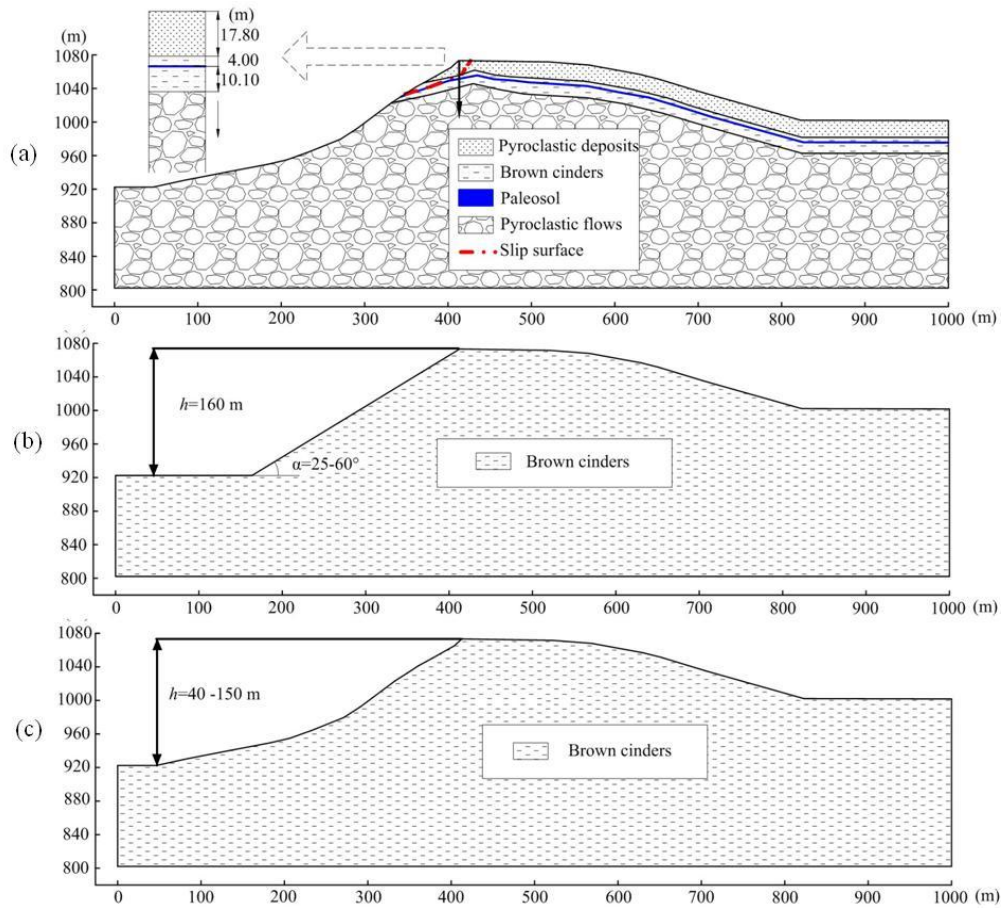 (m)
17.80
4.00
10.10
(m)
1080
1040
1000
960
920
880
840
800
(a)
Pyroclastic deposits
Brown cinders
Paleosol
Pyroclastic flows
Slip surface
0 100 200 300 400 500 600 700 800 900 1000 (m)
1080
1040
1000
960
920
880
840
800
(b)
h=160 m
α=25-60°
Brown cinders
0 100 200 300 400 500 600 700 800 900 1000 (m)
1080
1040
1000
960
920
880
840
800
(c)
h=40 -150 m
Brown cinders
0 100 200 300 400 500 600 700 800 900 1000 (m)